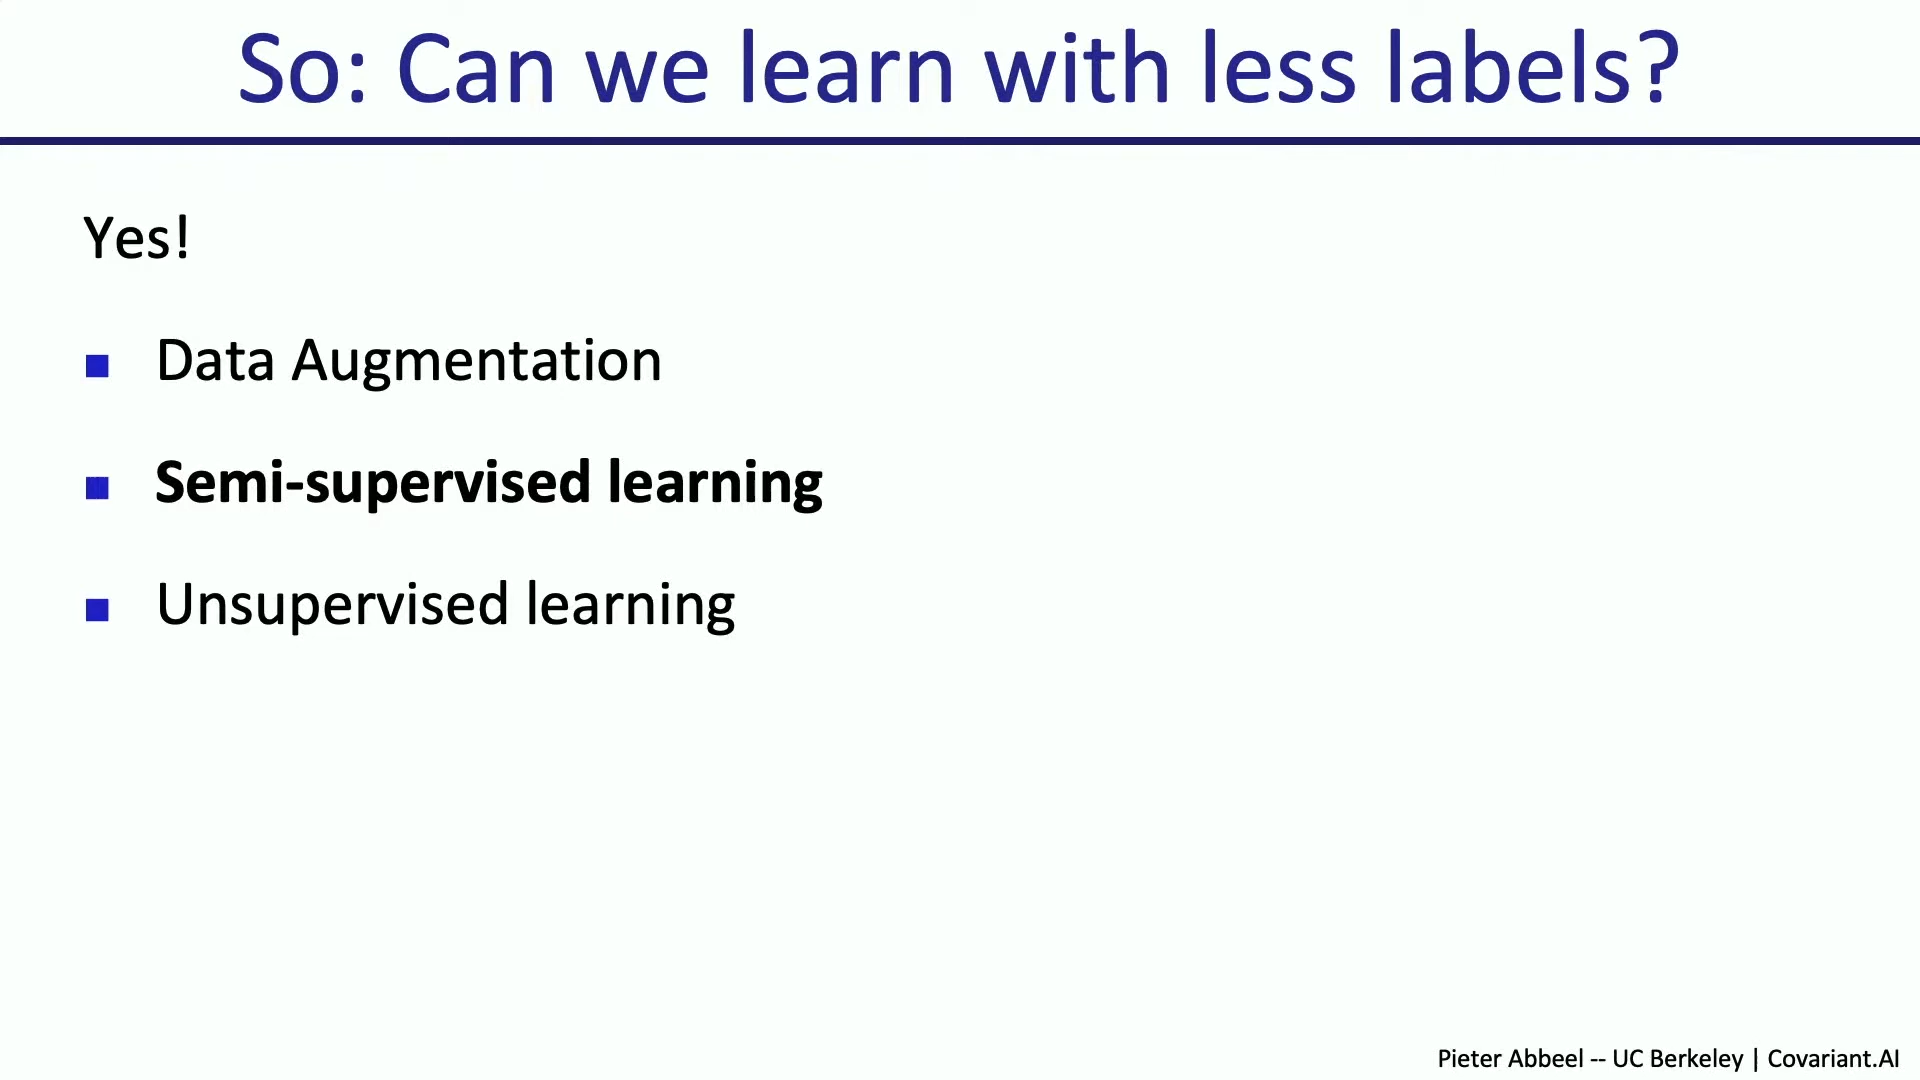 So: Can we learn with less labels?
Yes!
Data Augmentation
Semi-supervised learning
Unsupervised learning
Pieter Abbeel -- UC Berkeley | Covariant.AI